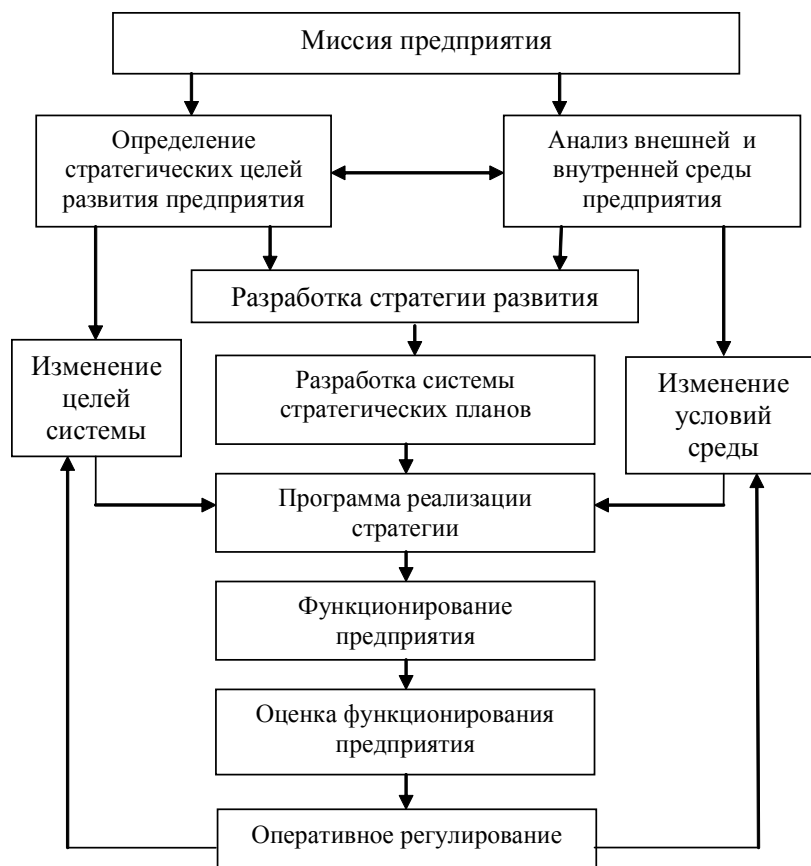 Миссия предприятия
Определение
стратегических целей
развития предприятия
Анализ внешней и
внутренней среды
предприятия
Разработка стратегии развития
Изменение
целей
системы
Разработка системы
стратегических планов
Изменение
условий
среды
Программа реализации
стратегии
Функционирование
предприятия
Оценка функционирования
предприятия
Оперативное регулирование